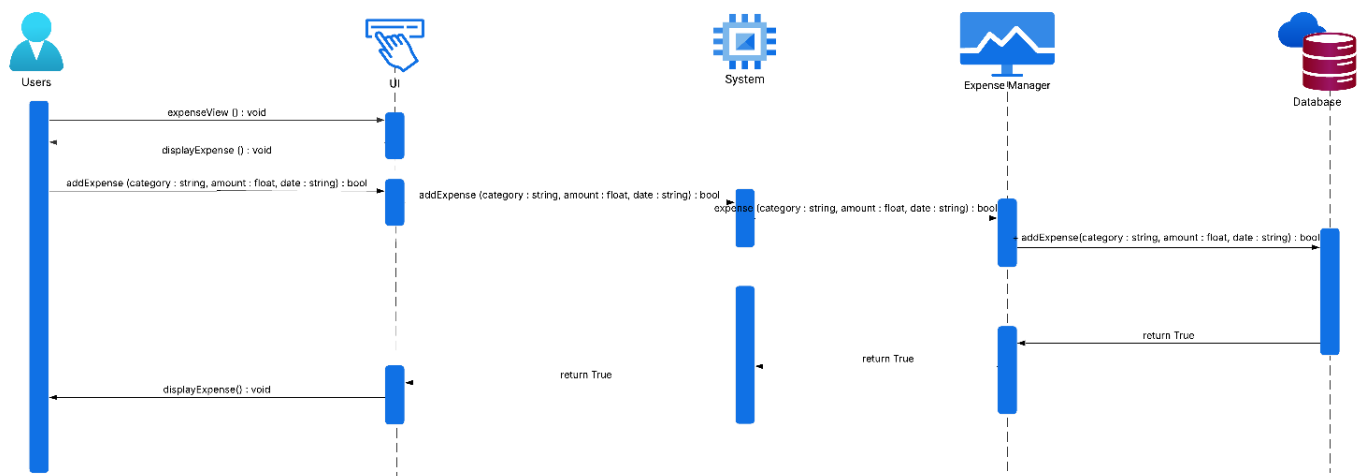 Users
UI
System
Expense Manager
Database
expenseView () : void
displayExpense () : void
addExpense (category : string, amount : float, date : string) : bool
addExpense (category : string, amount : float, date : string) : bool
expense (category : string, amount : float, date : string) : bool
+ addExpense(category : string, amount : float, date : string) : bool
return True
return True
return True
displayExpense() : void